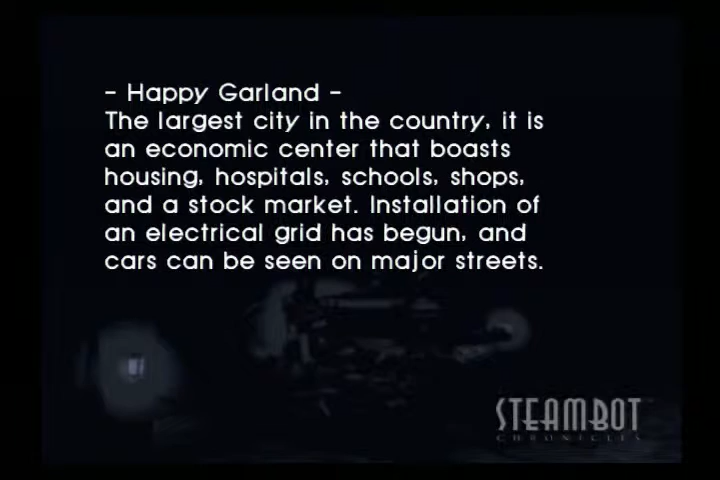 - Happy Garland -
The largest city in the country, it is
an economic center that boasts
housing, hospitals, schools, shops,
and a stock market. Installation of
an electrical grid has begun, and
cars can be seen on major streets.
STEAMBOT™
CHRONICLES